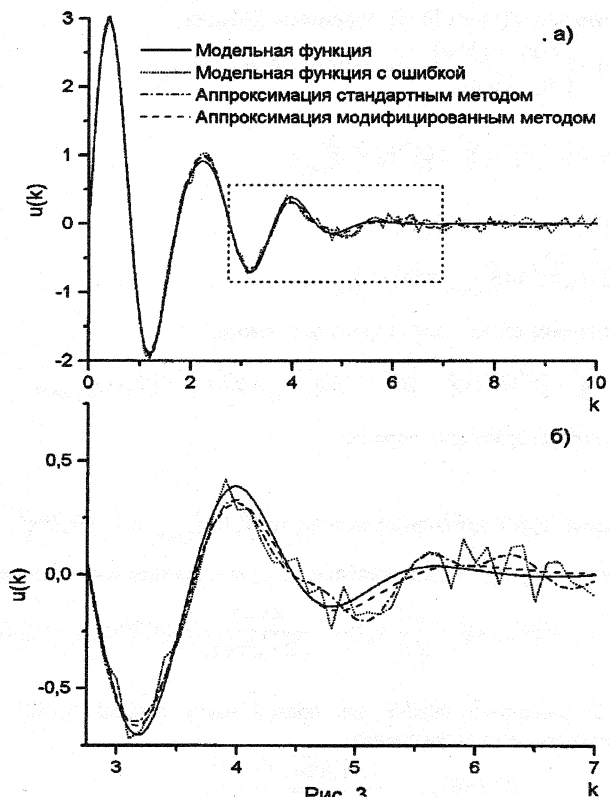 а)
3
Модельная функция
Модельная функция с ошибкой
Аппроксимация стандартным методом
Аппроксимация модифицированным методом
2
1
u(k)
0
-1
-2
0 2 4 6 8 10
k
б)
0,5
u(k)
0,0
-0,5
3 4 5 6 7
Рис. 3
k